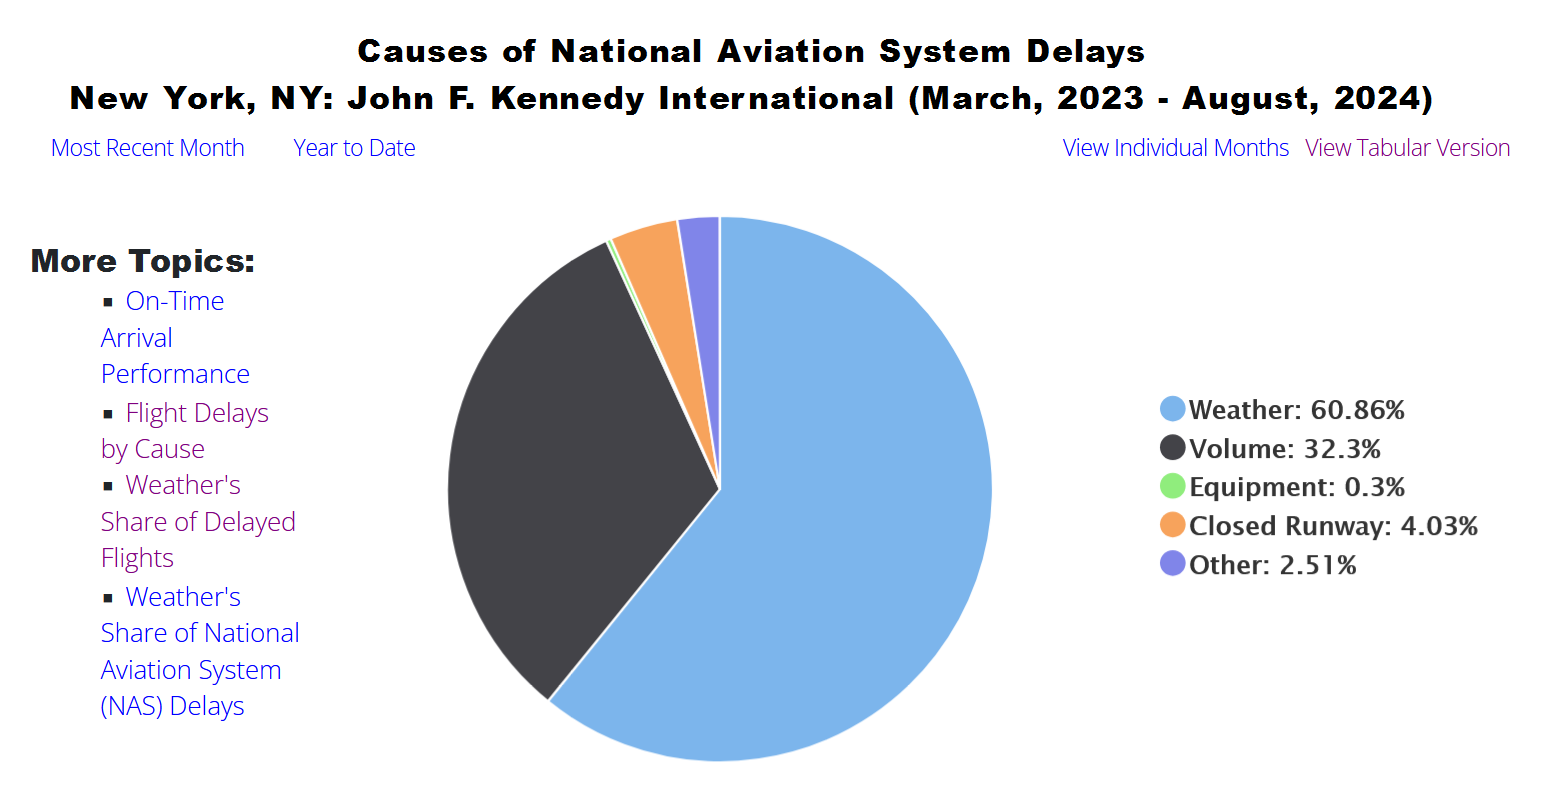 Causes of National Aviation System Delays
New York, NY: John F. Kennedy International (March, 2023 - August, 2024)
Most Recent Month Year to Date View Individual Months View Tabular Version
More Topics:
▪ On-Time
Arrival
Performance
▪ Flight Delays
by Cause
▪ Weather's
Share of Delayed
Flights
▪ Weather's
Share of National
Aviation System
(NAS) Delays
Weather: 60.86%
Volume: 32.3%
Equipment: 0.3%
Closed Runway: 4.03%
Other: 2.51%